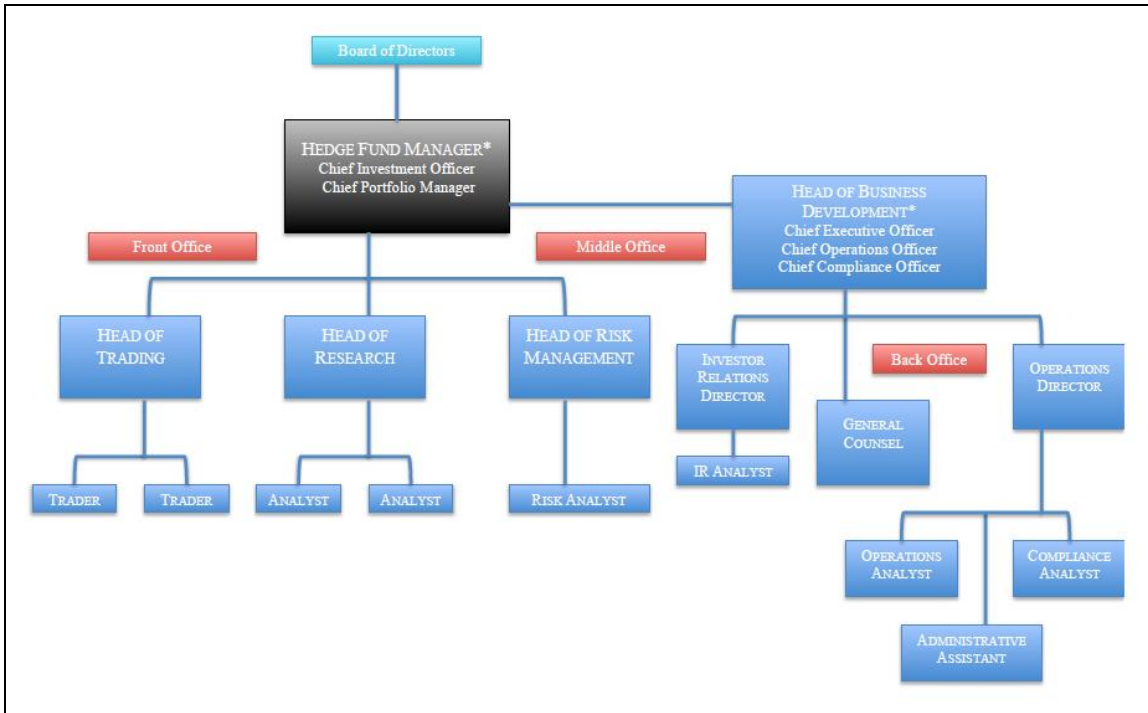 Board of Directors
HEDGE FUND MANAGER*
Chief Investment Officer
Chief Portfolio Manager
HEAD OF BUSINESS
DEVELOPMENT*
Chief Executive Officer
Chief Operations Officer
Chief Compliance Officer
Front Office
Middle Office
HEAD OF
TRADING
HEAD OF
RESEARCH
HEAD OF RISK
MANAGEMENT
INVESTOR
RELATIONS
DIRECTOR
Back Office
OPERATIONS
DIRECTOR
GENERAL
COUNSEL
IR ANALYST
TRADER
TRADER
ANALYST
ANALYST
RISK ANALYST
OPERATIONS
ANALYST
COMPLIANCE
ANALYST
ADMINISTRATIVE
ASSISTANT